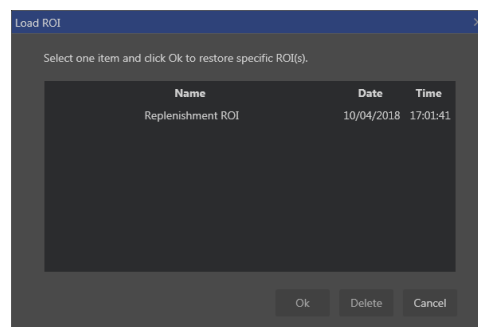 Load ROI
Select one item and click Ok to restore specific ROI(s).
Name Date Time
Replenishment ROI 10/04/2018 17:01:41
Ok Delete Cancel